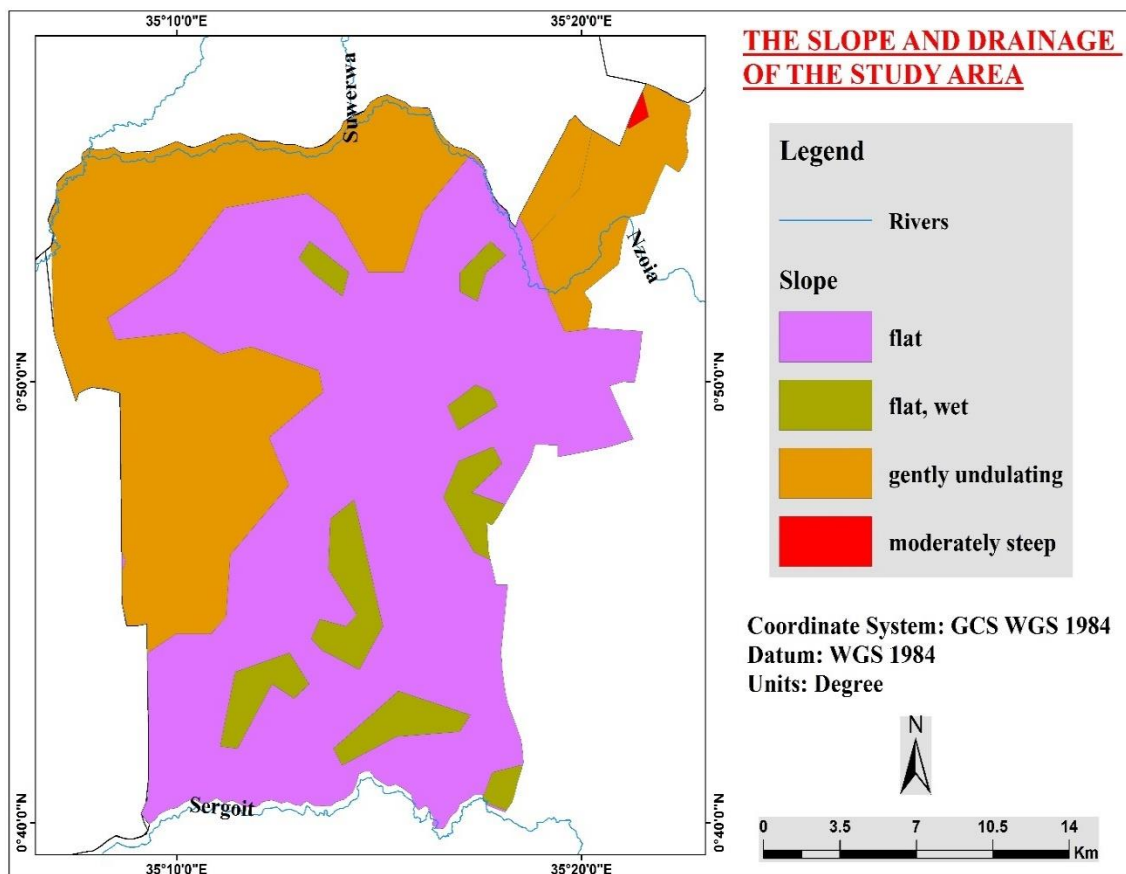 35°10'0"E
35°20'0"E
THE SLOPE AND DRAINAGE
OF THE STUDY AREA
Suwerwa
Legend
Rivers
Nzoia
Slope
flat
0°50'0"N
0°50'0"N
flat, wet
gently undulating
moderately steep
Coordinate System: GCS WGS 1984
Datum: WGS 1984
Units: Degree
N
Sergoit
0°40'0"N
0°40'0"N
0 3.5 7 10.5 14
Km
35°10'0"E
35°20'0"E